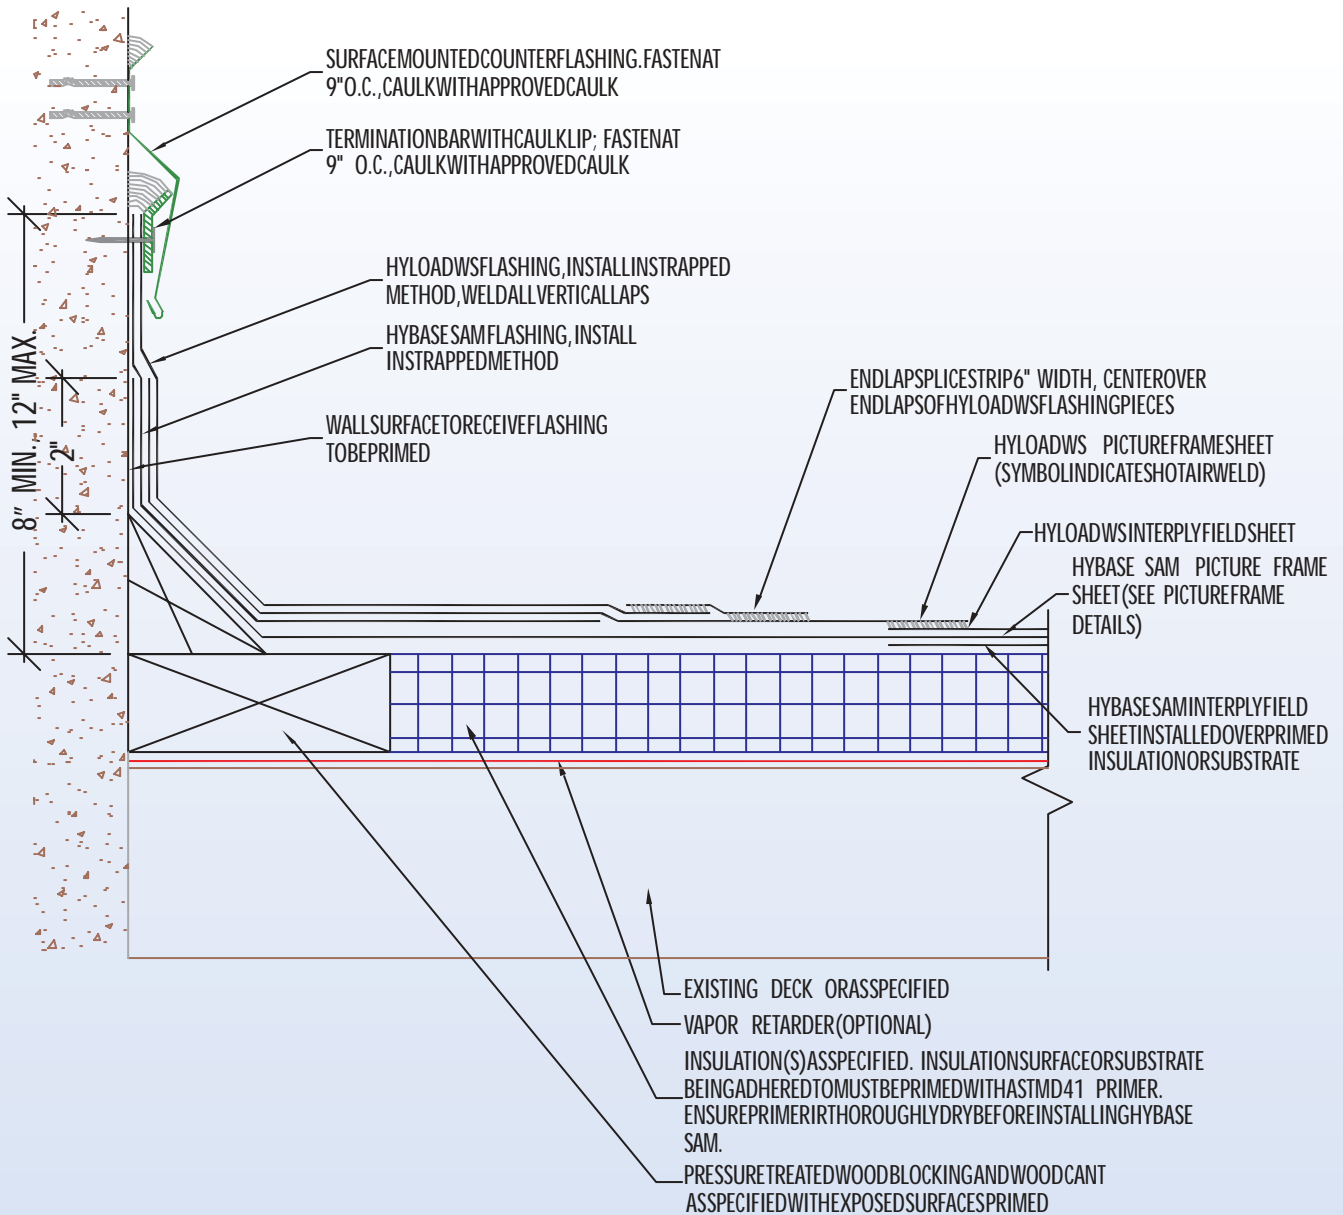 SURFACEMOUNTEDCOUNTERFLASHING.FASTENAT
9"O.C.,CAULKWITHAPPROVEDCAULK
TERMINATIONBARWITHCAULKLIP; FASTENAT
9" O.C.,CAULKWITHAPPROVEDCAULK
HYLOADWSFLASHING,INSTALLINSTRAPPED
METHOD,WELDALLVERTICALLAPS
HYBASESAMFLASHING,INSTALL
INSTRAPPEDMETHOD
WALLSURFACETORECEIVEFLASHING
TOBEPRIMED
8" MIN., 12" MAX.
2"
ENDLAPSPLICESTRIP6" WIDTH, CENTEROVER
ENDLAPSOFHYLOADWSFLASHINGPIECES
HYLOADWS PICTUREFRAMESHEET
(SYMBOLINDICATESHOTAIRWELD)
HYLOADWSINTERPLYFIELDSHEET
HYBASE SAM PICTURE FRAME
SHEET(SEE PICTUREFRAME
DETAILS)
HYBASESAMINTERPLYFIELD
SHEETINSTALLEDOVERPRIMED
INSULATIONORSUBSTRATE
EXISTING DECK ORASSPECIFIED
VAPOR RETARDER(OPTIONAL)
INSULATION(S)ASSPECIFIED. INSULATIONSURFACEORSUBSTRATE
BEINGADHEREDTOMUSTBEPRIMEDWITHASTMD41 PRIMER.
ENSUREPRIMERIRTHOROUGHLYDRYBEFOREINSTALLINGHYBASE
SAM.
PRESSURETREATEDWOODBLOCKINGANDWOODCANT
ASSPECIFIEDWITHEXPOSEDSURFACESPRIMED